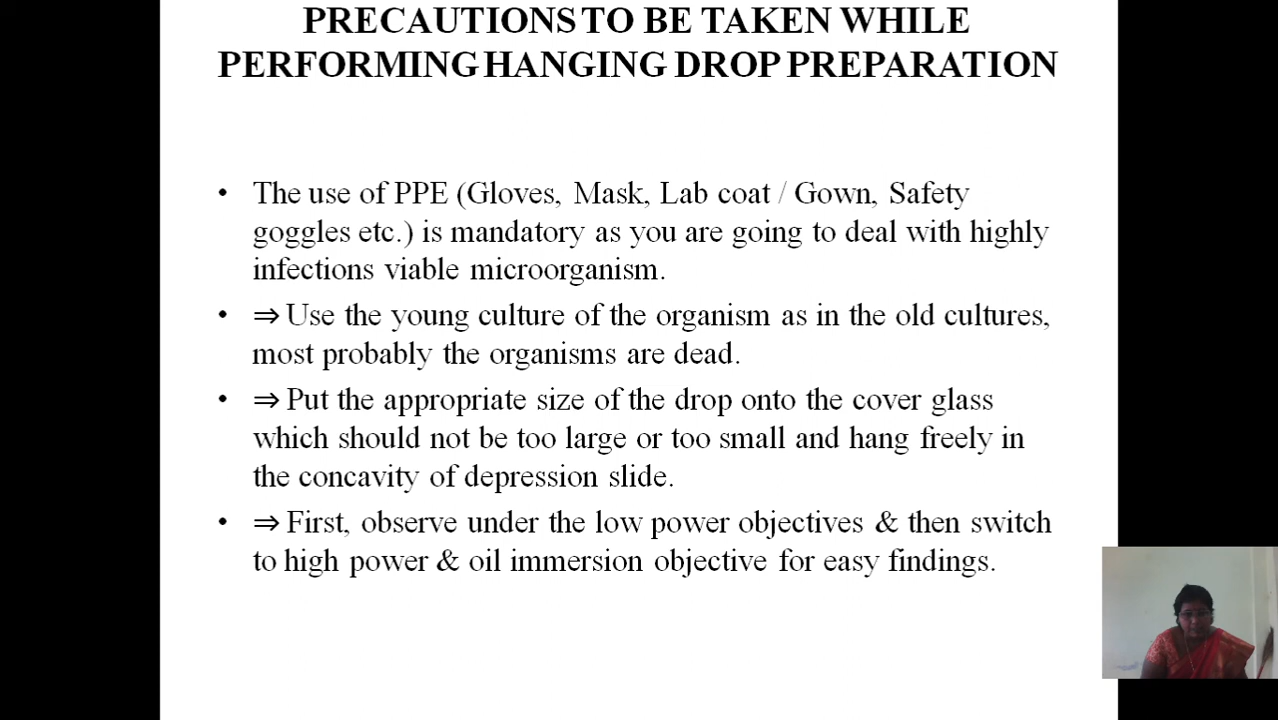 PRECAUTIONS TO BE TAKEN WHILE
PERFORMING HANGING DROP PREPARATION
• The use of PPE (Gloves, Mask, Lab coat / Gown, Safety
goggles etc.) is mandatory as you are going to deal with highly
infections viable microorganism.
• ⇒ Use the young culture of the organism as in the old cultures,
most probably the organisms are dead.
• ⇒ Put the appropriate size of the drop onto the cover glass
which should not be too large or too small and hang freely in
the concavity of depression slide.
• ⇒ First, observe under the low power objectives & then switch
to high power & oil immersion objective for easy findings.